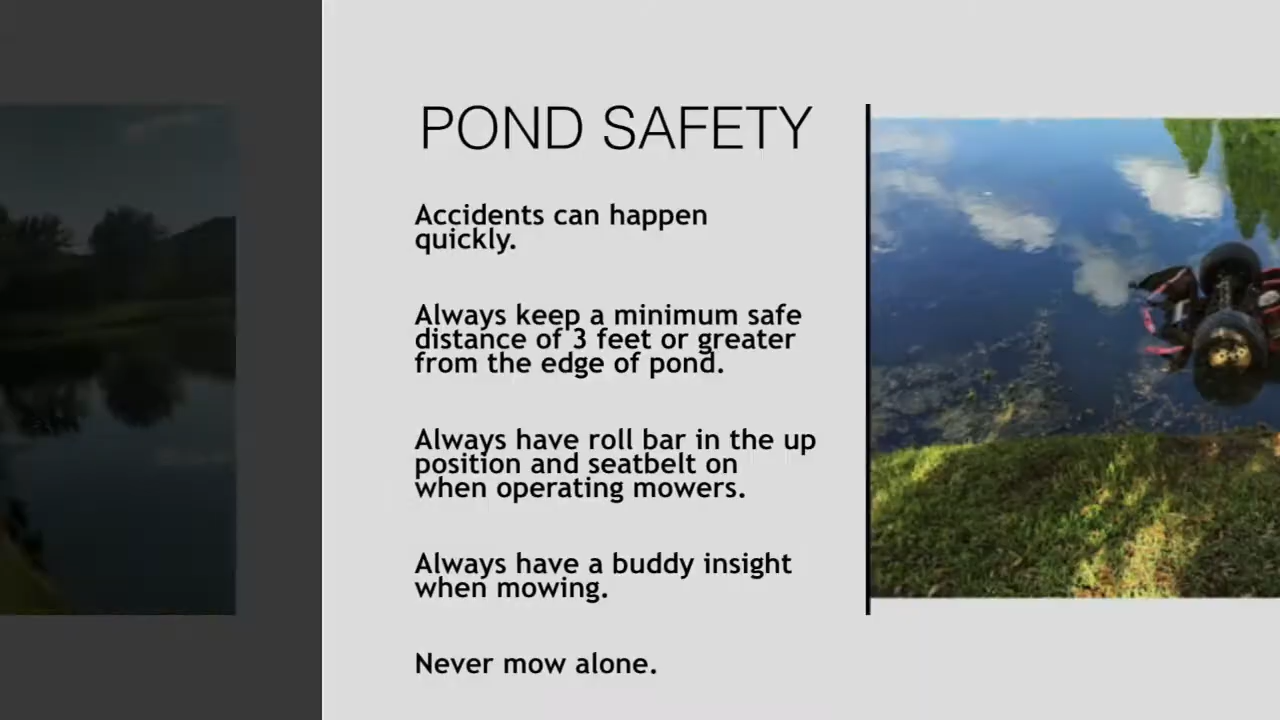 POND SAFETY
Accidents can happen
quickly.
Always keep a minimum safe
distance of 3 feet or greater
from the edge of pond.
Always have roll bar in the up
position and seatbelt on
when operating mowers.
Always have a buddy insight
when mowing.
Never mow alone.